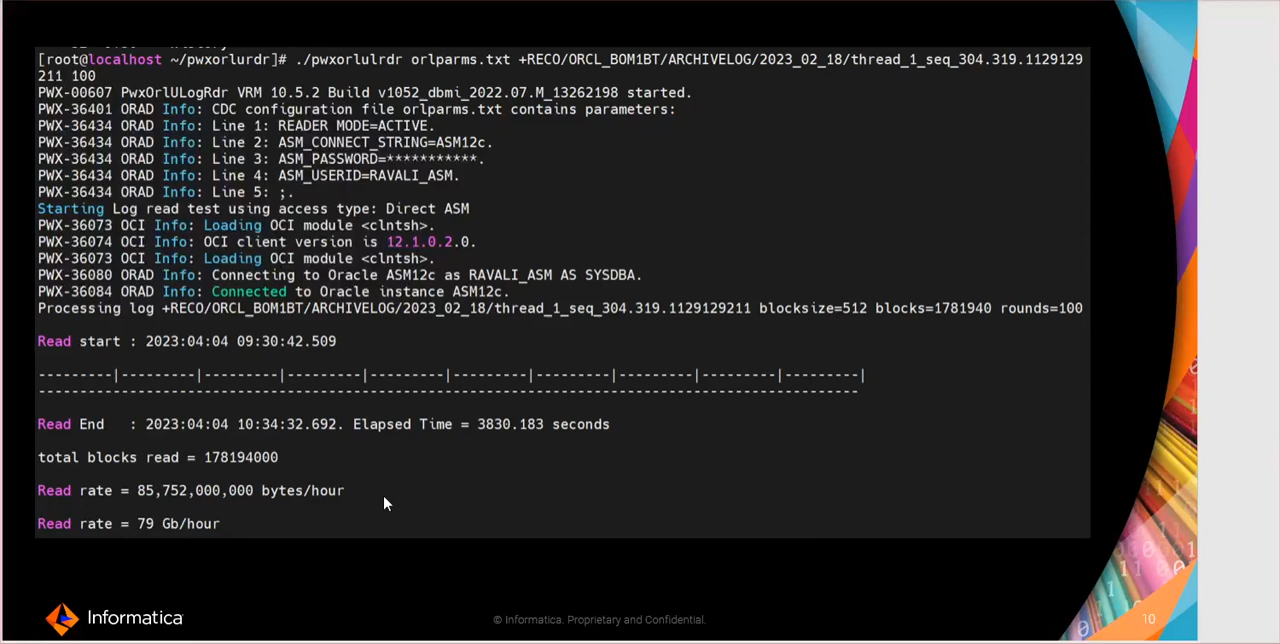 [root@localhost ~/pwxorlurdr]# ./pwxorlulrdr orlparms.txt +RECO/ORCL_BOM1BT/ARCHIVELOG/2023_02_18/thread_1_seq_304.319.1129129
211 100
PWX-00607 PwxOrlULogRdr VRM 10.5.2 Build v1052_dbmi_2022.07.M_13262198 started.
PWX-36401 ORAD Info: CDC configuration file orlparms.txt contains parameters:
PWX-36434 ORAD Info: Line 1: READER MODE=ACTIVE.
PWX-36434 ORAD Info: Line 2: ASM_CONNECT_STRING=ASM12c.
PWX-36434 ORAD Info: Line 3: ASM_PASSWORD=***********.
PWX-36434 ORAD Info: Line 4: ASM_USERID=RAVALI_ASM.
PWX-36434 ORAD Info: Line 5: ;.
Starting Log read test using access type: Direct ASM
PWX-36073 OCI Info: Loading OCI module <clntsh>.
PWX-36074 OCI Info: OCI client version is 12.1.0.2.0.
PWX-36073 OCI Info: Loading OCI module <clntsh>.
PWX-36080 ORAD Info: Connecting to Oracle ASM12c as RAVALI_ASM AS SYSDBA.
PWX-36084 ORAD Info: Connected to Oracle instance ASM12c.
Processing log +RECO/ORCL_BOM1BT/ARCHIVELOG/2023_02_18/thread_1_seq_304.319.1129129211 blocksize=512 blocks=1781940 rounds=100
Read start : 2023:04:04 09:30:42.509
---------|---------|---------|---------|---------|---------|---------|---------|---------|---------|
----------------------------------------------------------------------------------------------------
Read End   : 2023:04:04 10:34:32.692. Elapsed Time = 3830.183 seconds
total blocks read = 178194000
Read rate = 85,752,000,000 bytes/hour
Read rate = 79 Gb/hour
Informatica
© Informatica. Proprietary and Confidential.
10